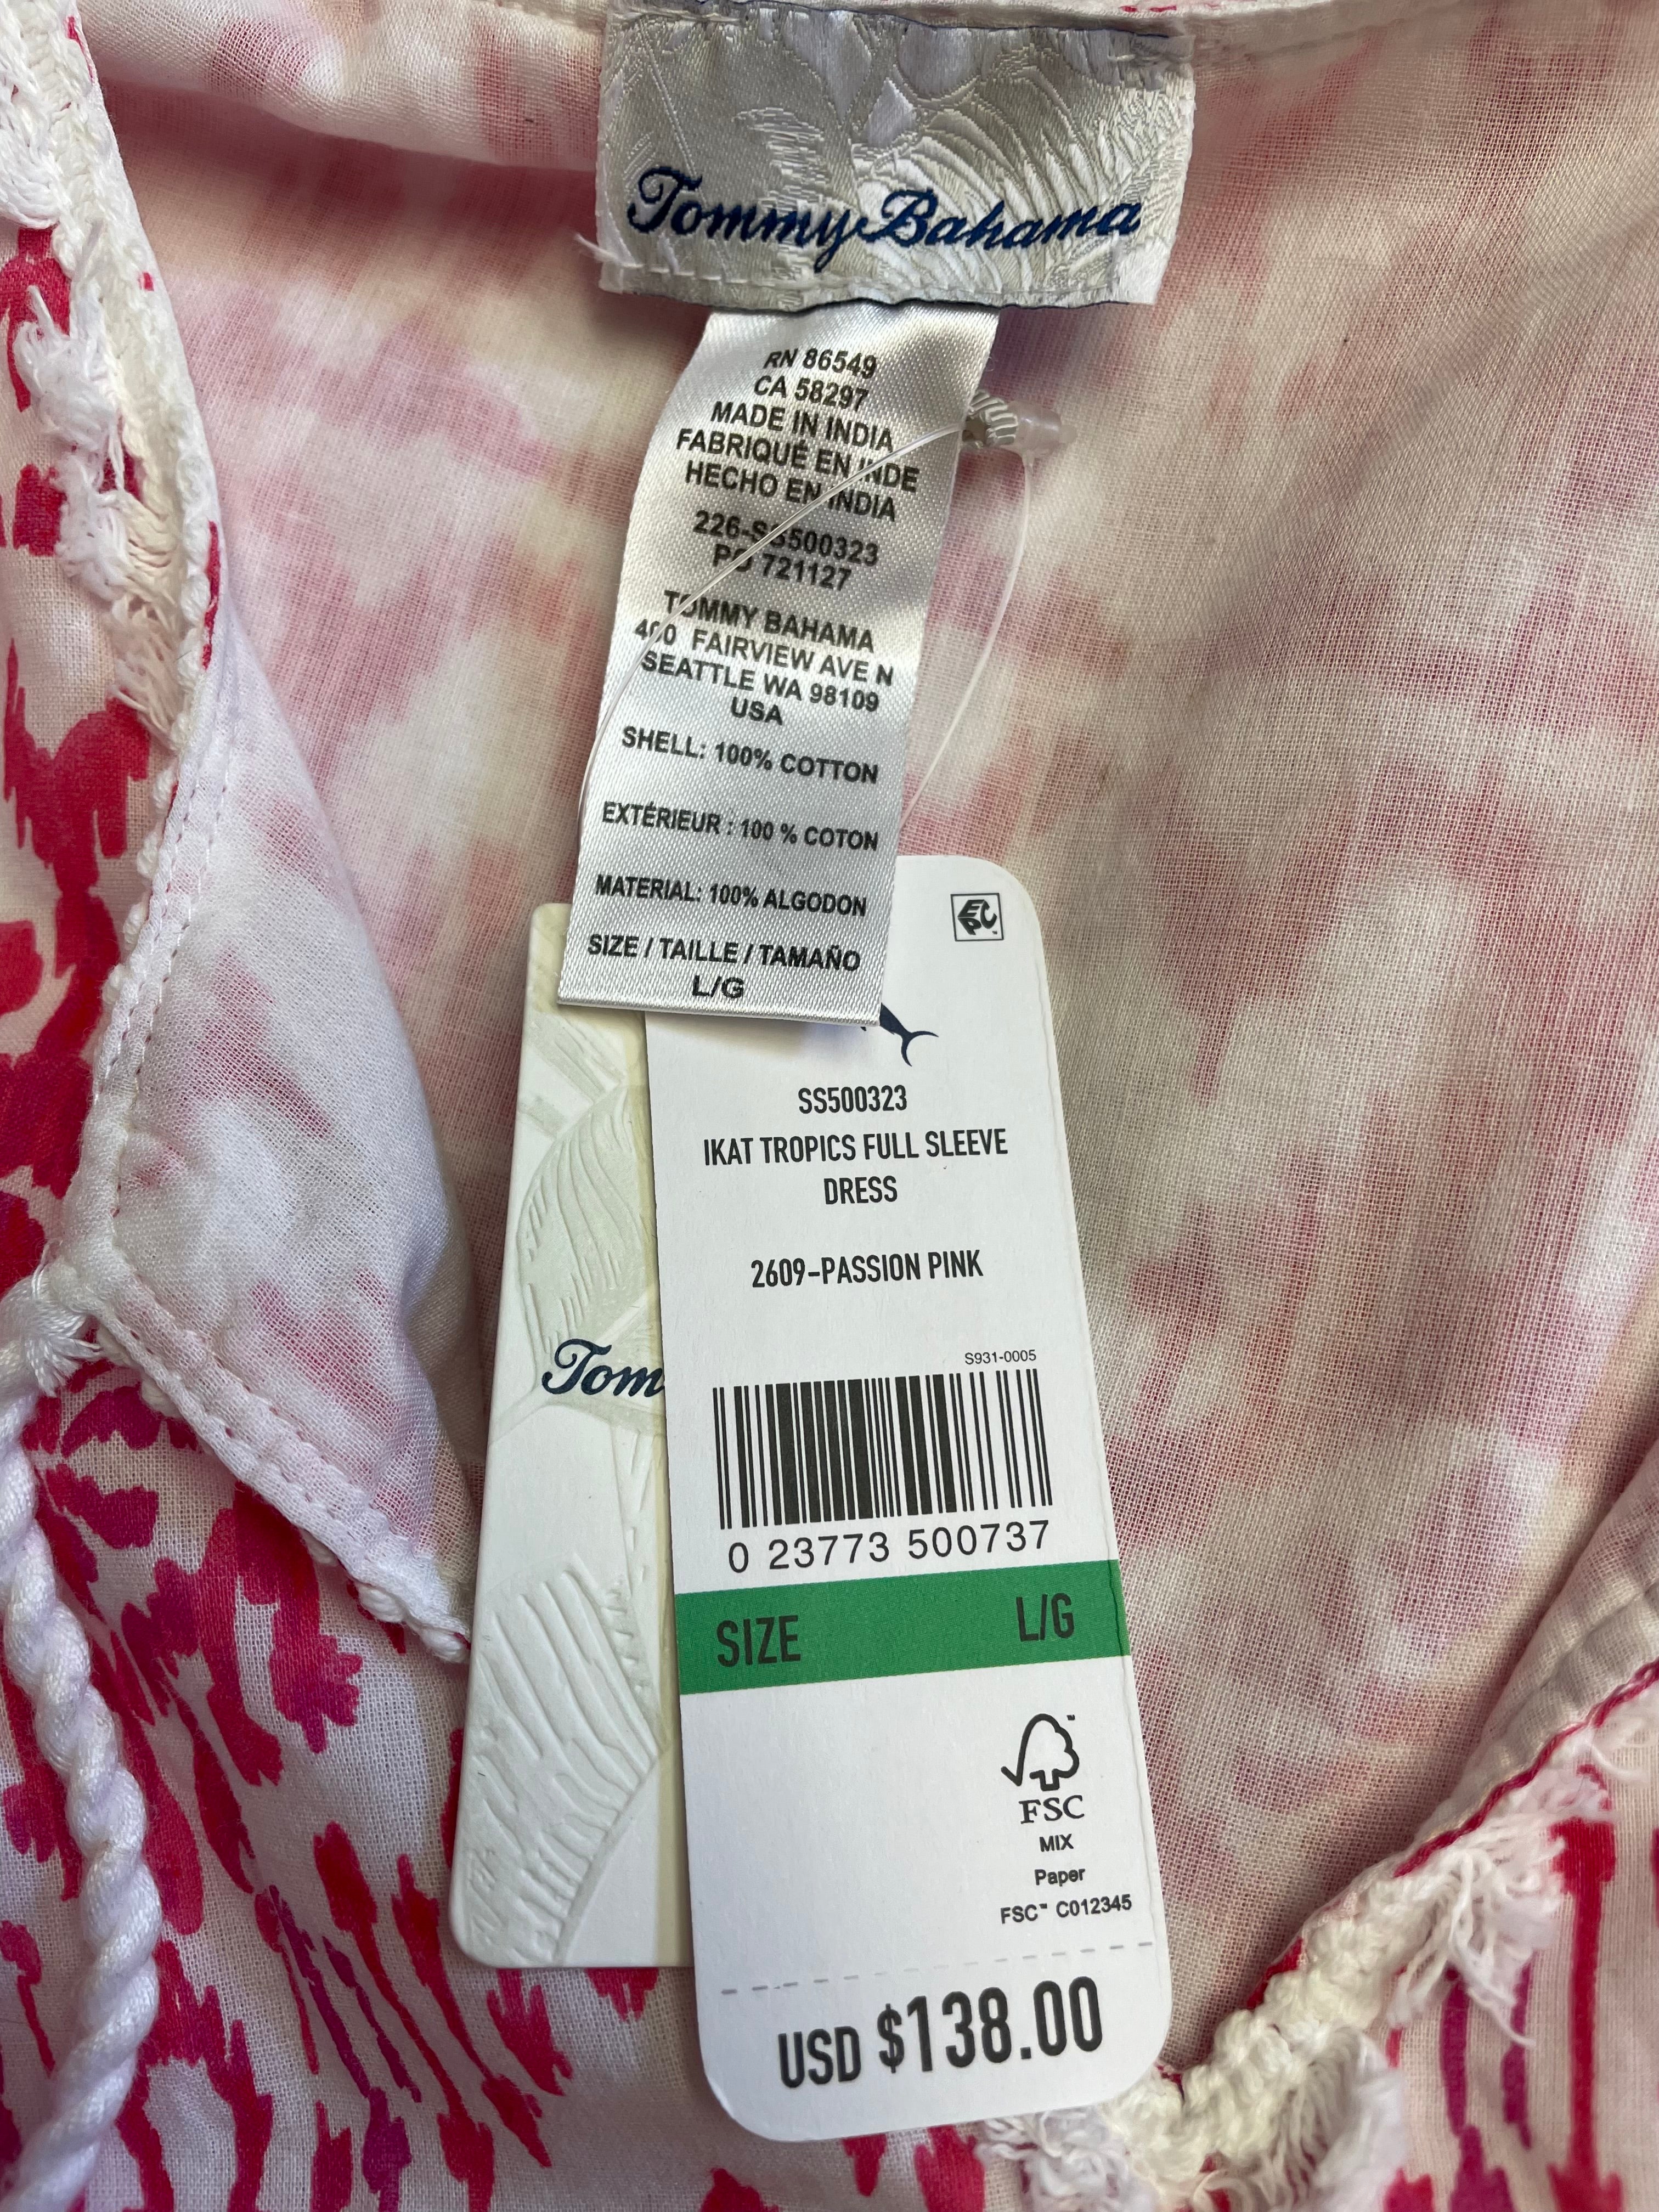 Tommy Bahama
RN 86549
CA 58297
MADE IN INDIA
FABRIQUÉ EN INDE
HECHO EN INDIA
226-SS500323
PO 721127
TOMMY BAHAMA
400 FAIRVIEW AVE N
SEATTLE WA 98109
USA
SHELL: 100% COTTON
EXTÉRIEUR : 100 % COTON
MATERIAL: 100% ALGODON
SIZE / TAILLE / TAMAÑO
L/G
EPC
SS500323
IKAT TROPICS FULL SLEEVE
DRESS
2609-PASSION PINK
Tom
S931-0005
0 23773 500737
SIZE L/G
FSC
MIX
Paper
FSC™ C012345
USD $138.00